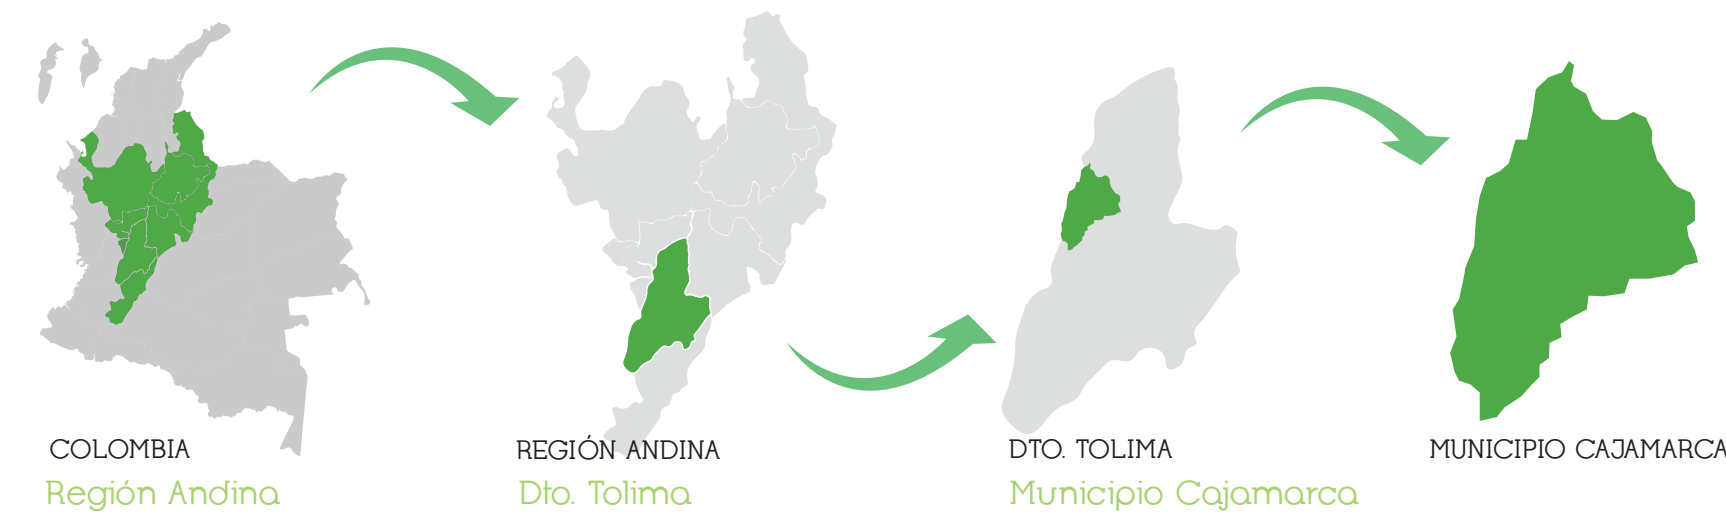 COLOMBIA
Región Andina
REGIÓN ANDINA
Dto. Tolima
DTO. TOLIMA
Municipio Cajamarca
MUNICIPIO CAJAMARCA